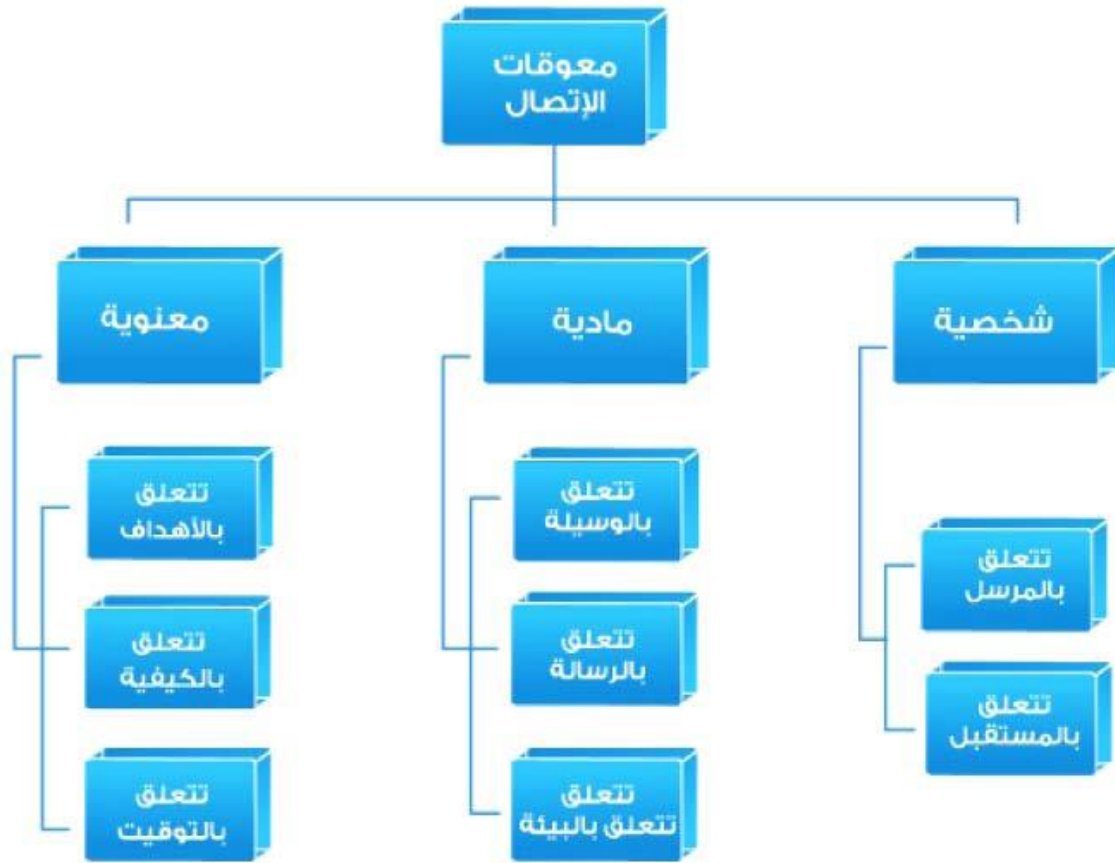 معوقات
الإتصال
شخصية
مادية
معنوية
تتعلق
بالمرسل
تتعلق
بالمستقبل
تتعلق
بالوسيلة
تتعلق
بالرسالة
تتعلق
تتعلق بالبيئة
تتعلق
بالأهداف
تتعلق
بالكيفية
تتعلق
بالتوقيت